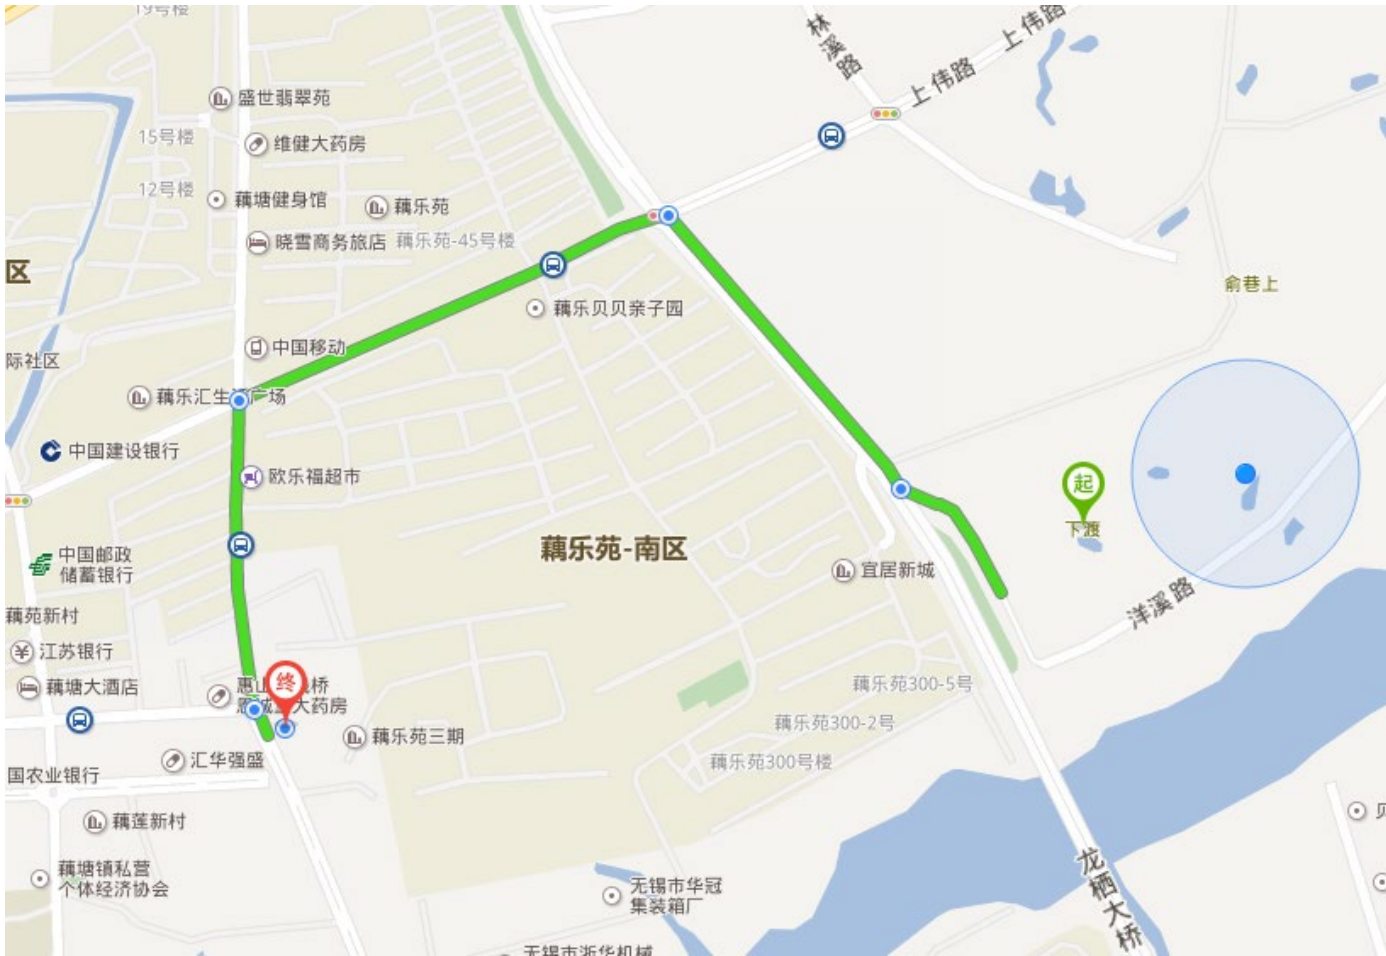 19号楼
林溪路
上伟路
上伟路
盛世翡翠苑
15号楼
维健大药房
12号楼
藕塘健身馆
藕乐苑
晓雪商务旅店
藕乐苑-45号楼
区
俞巷上
藕乐贝贝亲子园
中国移动
际社区
藕乐汇生活广场
中国建设银行
欧乐福超市
起
下渡
藕乐苑-南区
中国邮政
储蓄银行
宜居新城
洋溪路
藕苑新村
江苏银行
藕塘大酒店
终
藕乐苑300-5号
藕乐苑300-2号
藕乐苑三期
藕乐苑300号楼
汇华强盛
国农业银行
藕莲新村
藕塘镇私营
个体经济协会
无锡市华冠
集装箱厂
龙栖大桥
无锡市浙华机械